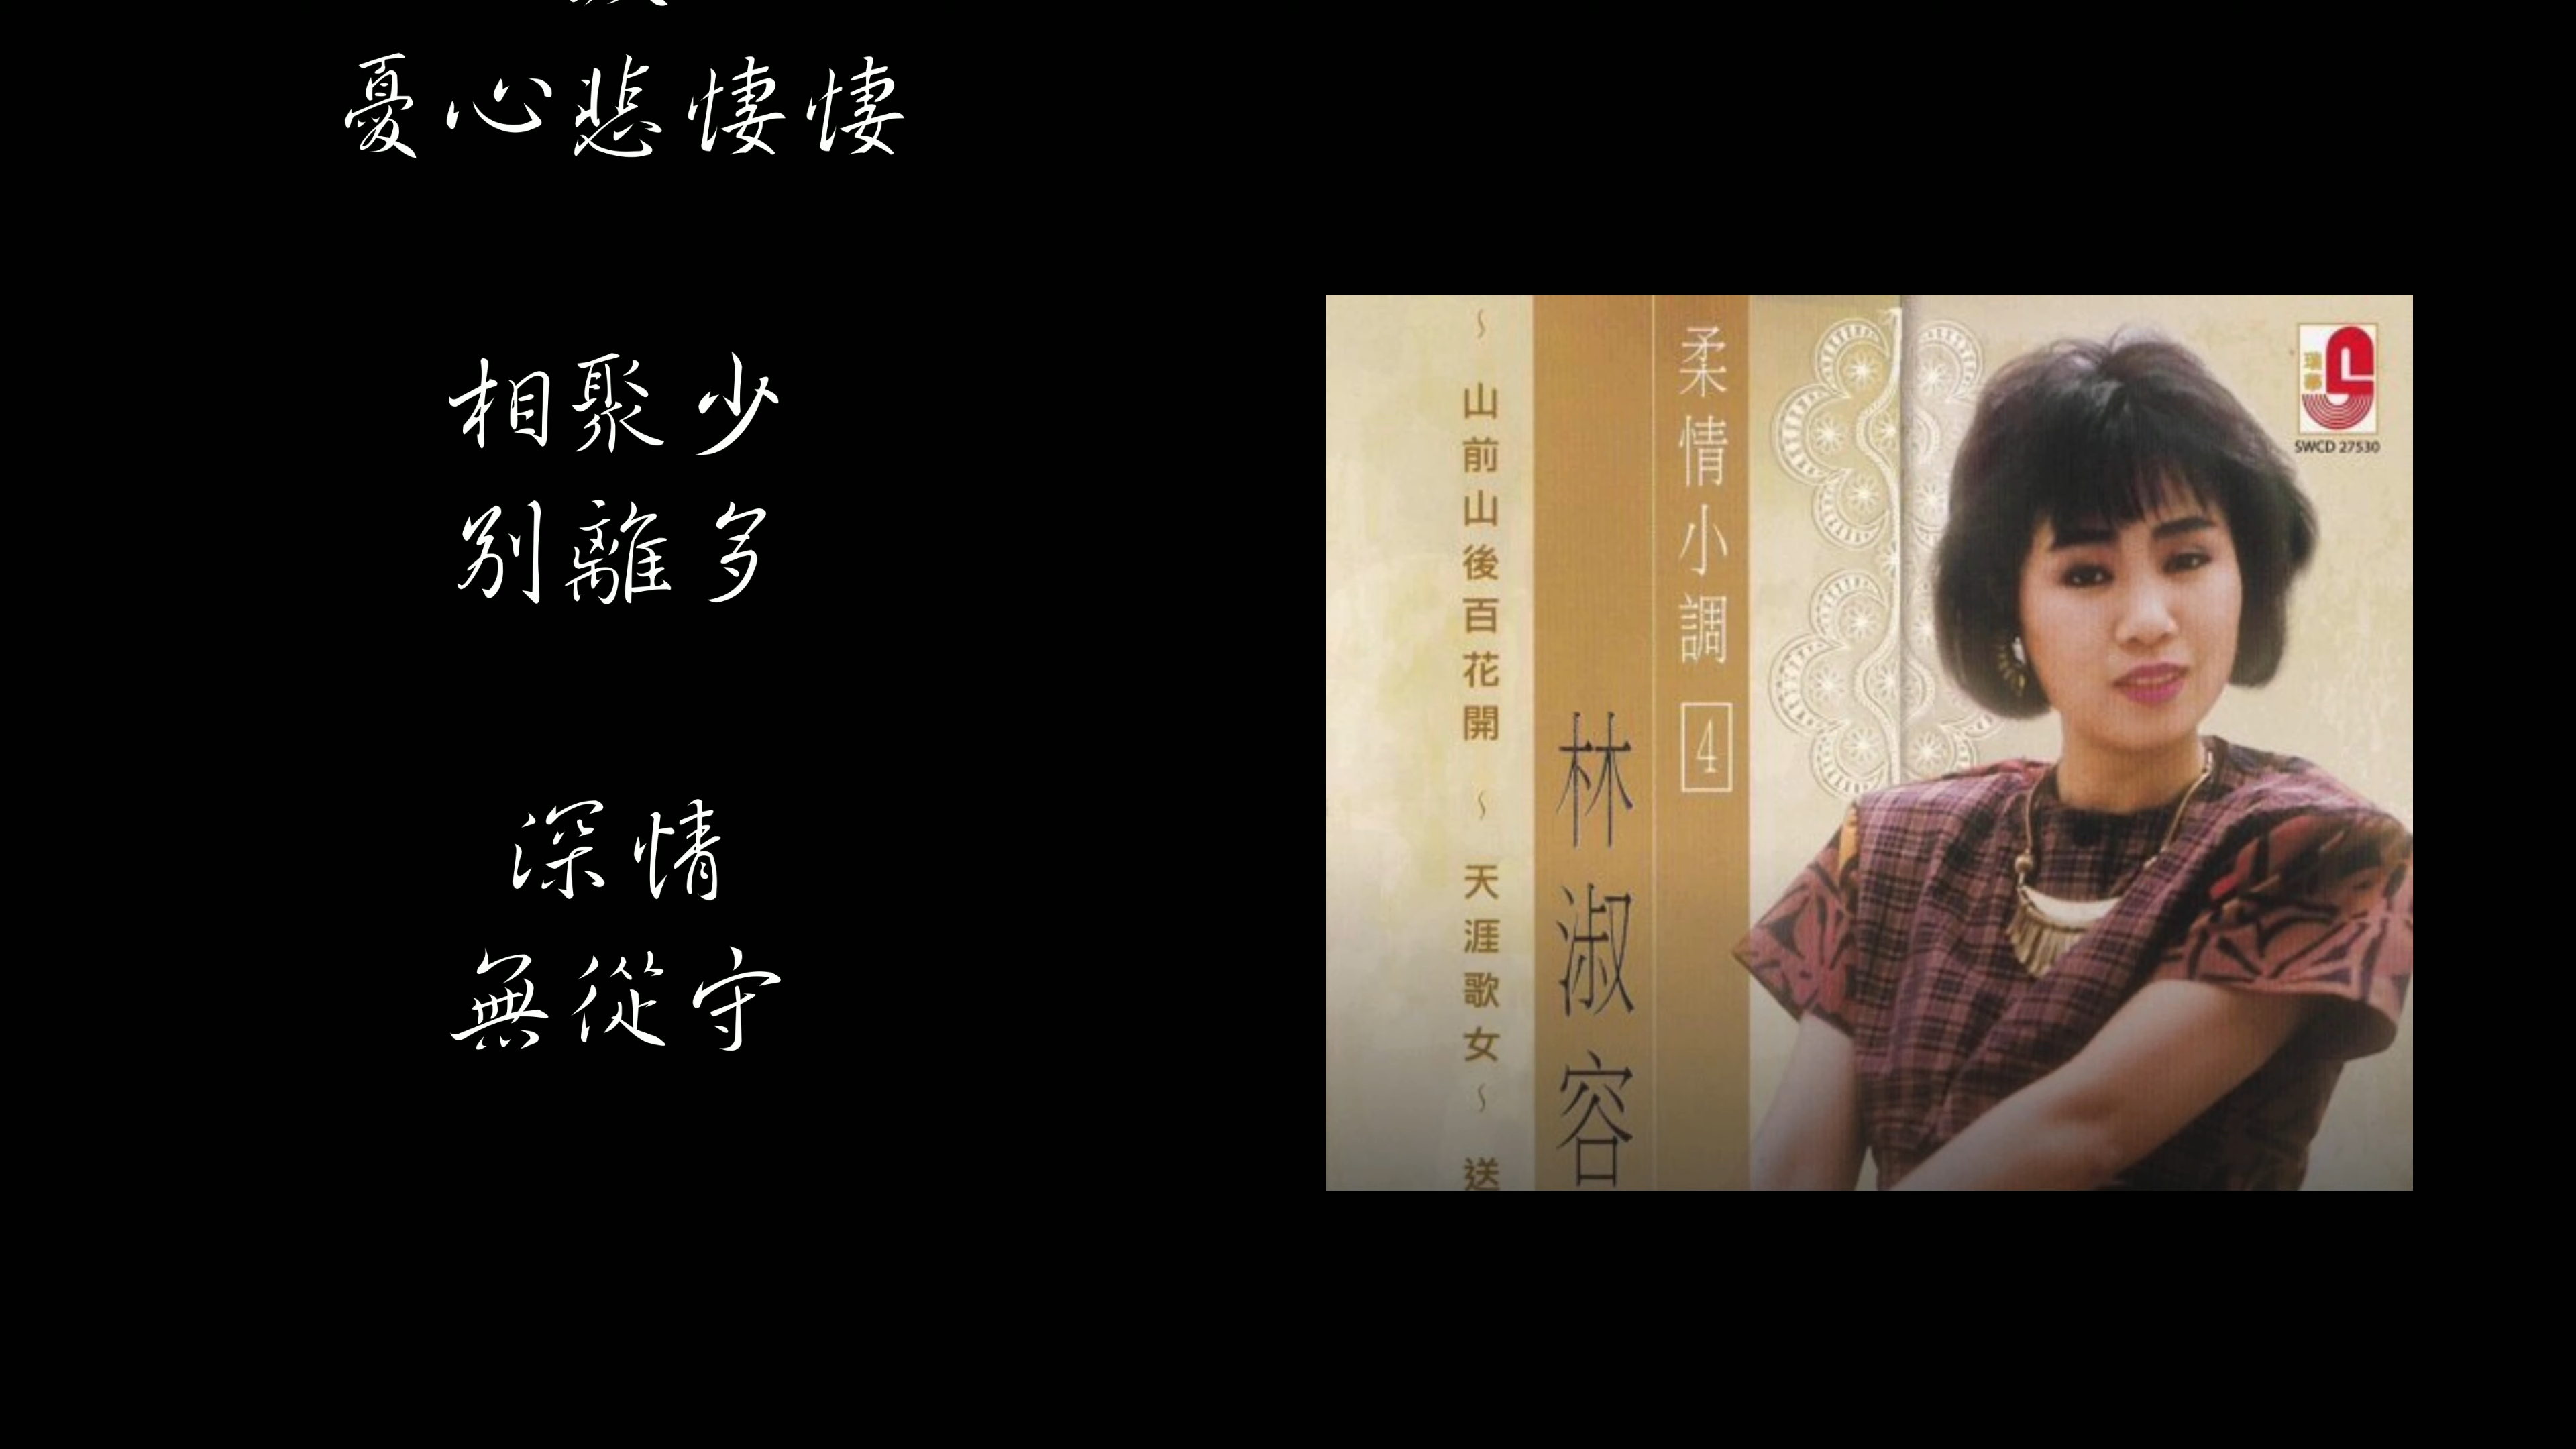 憂心悲悽悽
相聚少
別離多
深情
無從守
柔情小調 4
林淑容
~ 山前山後百花開 ~ 天涯歌女 ~ 送
SWCD 27530